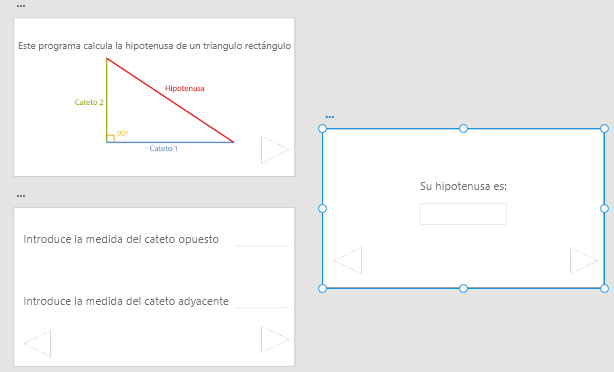 Este programa calcula la hipotenusa de un triangulo rectángulo
Hipotenusa
Cateto 2
90º
Cateto 1
Introduce la medida del cateto opuesto
Introduce la medida del cateto adyacente
Su hipotenusa es: